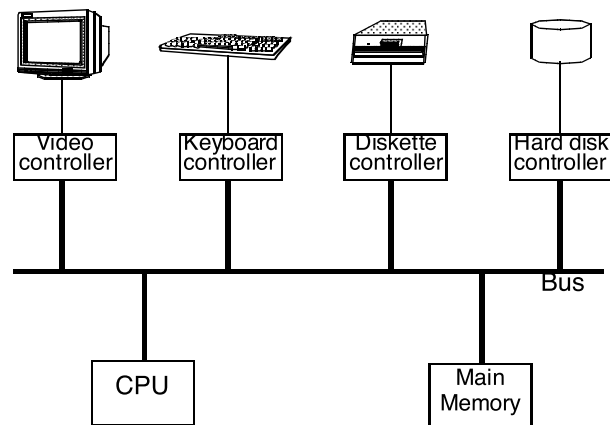 Video
controller
Keyboard
controller
Diskette
controller
Hard disk
controller
Bus
CPU
Main
Memory